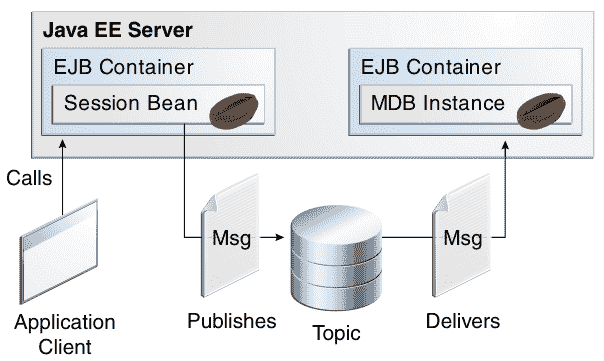 Java EE Server
EJB Container
Session Bean
EJB Container
MDB Instance
Calls
Msg
Msg
Application
Client
Publishes
Topic
Delivers